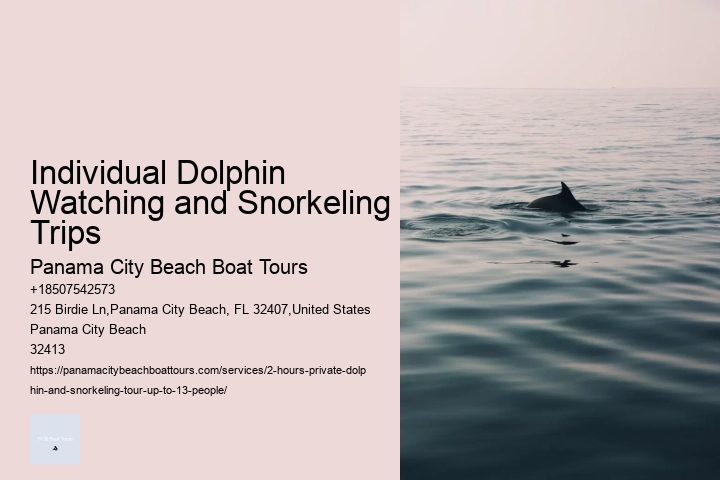 Individual Dolphin
Watching and Snorkeling
Trips
Panama City Beach Boat Tours
+18507542573
215 Birdie Ln,Panama City Beach, FL 32407,United States
Panama City Beach
32413
https://panamacitybeachboattours.com/services/2-hours-private-dolp
hin-and-snorkeling-tour-up-to-13-people/